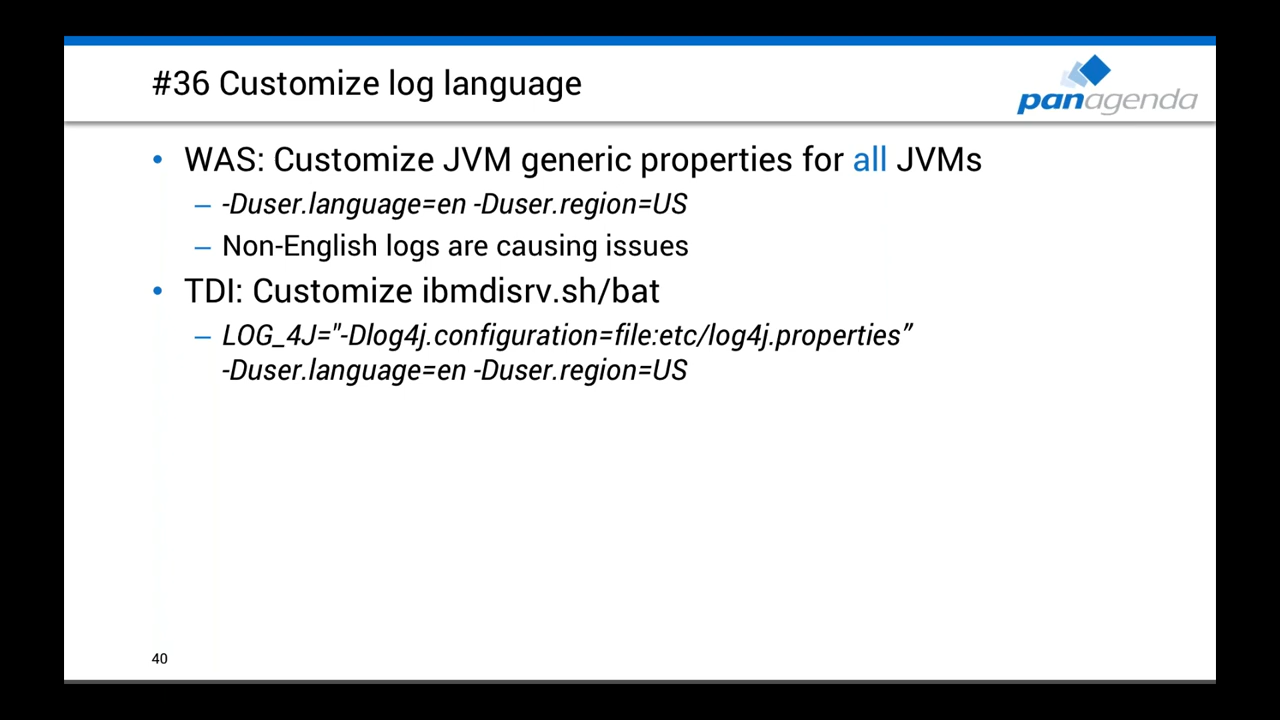 #36 Customize log language
panagenda
• WAS: Customize JVM generic properties for all JVMs
– -Duser.language=en -Duser.region=US
– Non-English logs are causing issues
• TDI: Customize ibmdisrv.sh/bat
– LOG_4J="-Dlog4j.configuration=file:etc/log4j.properties”
-Duser.language=en -Duser.region=US
40